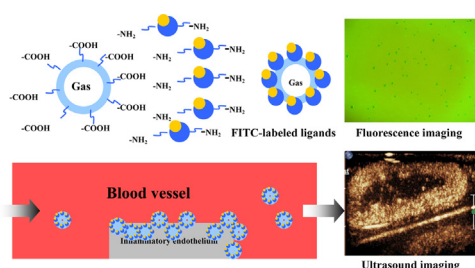 -COOH
-COOH
-COOH
-COOH
-COOH
-COOH
-COOH
-COOH
Gas
-NH₂
-NH₂
-NH₂
-NH₂
-NH₂
-NH₂
-NH₂
-NH₂
-NH₂
-NH₂
Gas
FITC-labeled ligands
Fluorescence imaging
Blood vessel
Inflammatory endothelium
Ultrasound imaging